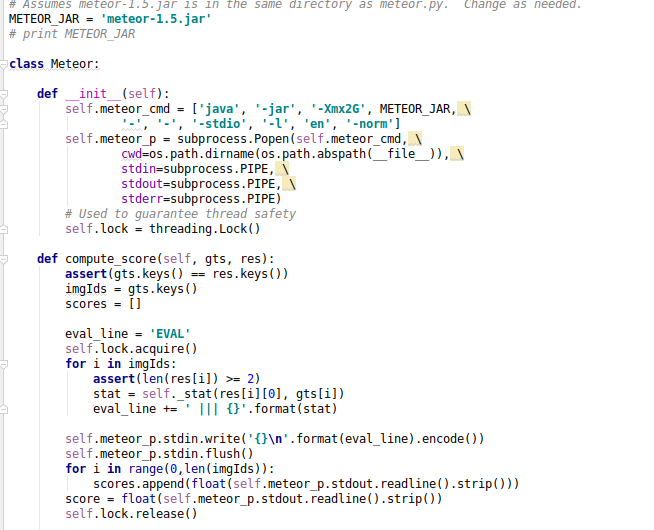 # Assumes meteor-1.5.jar is in the same directory as meteor.py.  Change as needed.
METEOR_JAR = 'meteor-1.5.jar'
# print METEOR_JAR

class Meteor:

    def __init__(self):
        self.meteor_cmd = ['java', '-jar', '-Xmx2G', METEOR_JAR, \
                '-', '-', '-stdio', '-l', 'en', '-norm']
        self.meteor_p = subprocess.Popen(self.meteor_cmd, \
                cwd=os.path.dirname(os.path.abspath(__file__)), \
                stdin=subprocess.PIPE, \
                stdout=subprocess.PIPE, \
                stderr=subprocess.PIPE)
        # Used to guarantee thread safety
        self.lock = threading.Lock()

    def compute_score(self, gts, res):
        assert(gts.keys() == res.keys())
        imgIds = gts.keys()
        scores = []

        eval_line = 'EVAL'
        self.lock.acquire()
        for i in imgIds:
            assert(len(res[i]) >= 2)
            stat = self._stat(res[i][0], gts[i])
            eval_line += ' ||| {}'.format(stat)

        self.meteor_p.stdin.write('{}\n'.format(eval_line).encode())
        self.meteor_p.stdin.flush()
        for i in range(0,len(imgIds)):
            scores.append(float(self.meteor_p.stdout.readline().strip()))
        score = float(self.meteor_p.stdout.readline().strip())
        self.lock.release()